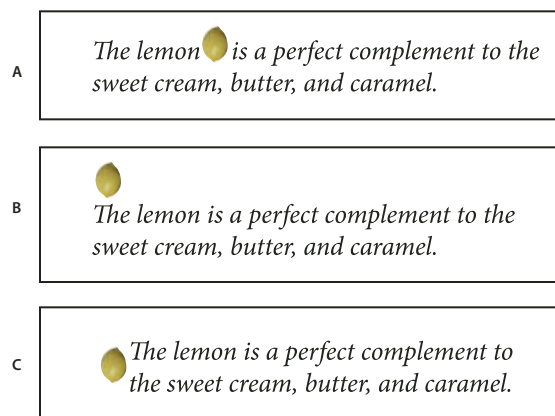 A
The lemon is a perfect complement to the
sweet cream, butter, and caramel.
B
The lemon is a perfect complement to the
sweet cream, butter, and caramel.
C
The lemon is a perfect complement to
the sweet cream, butter, and caramel.